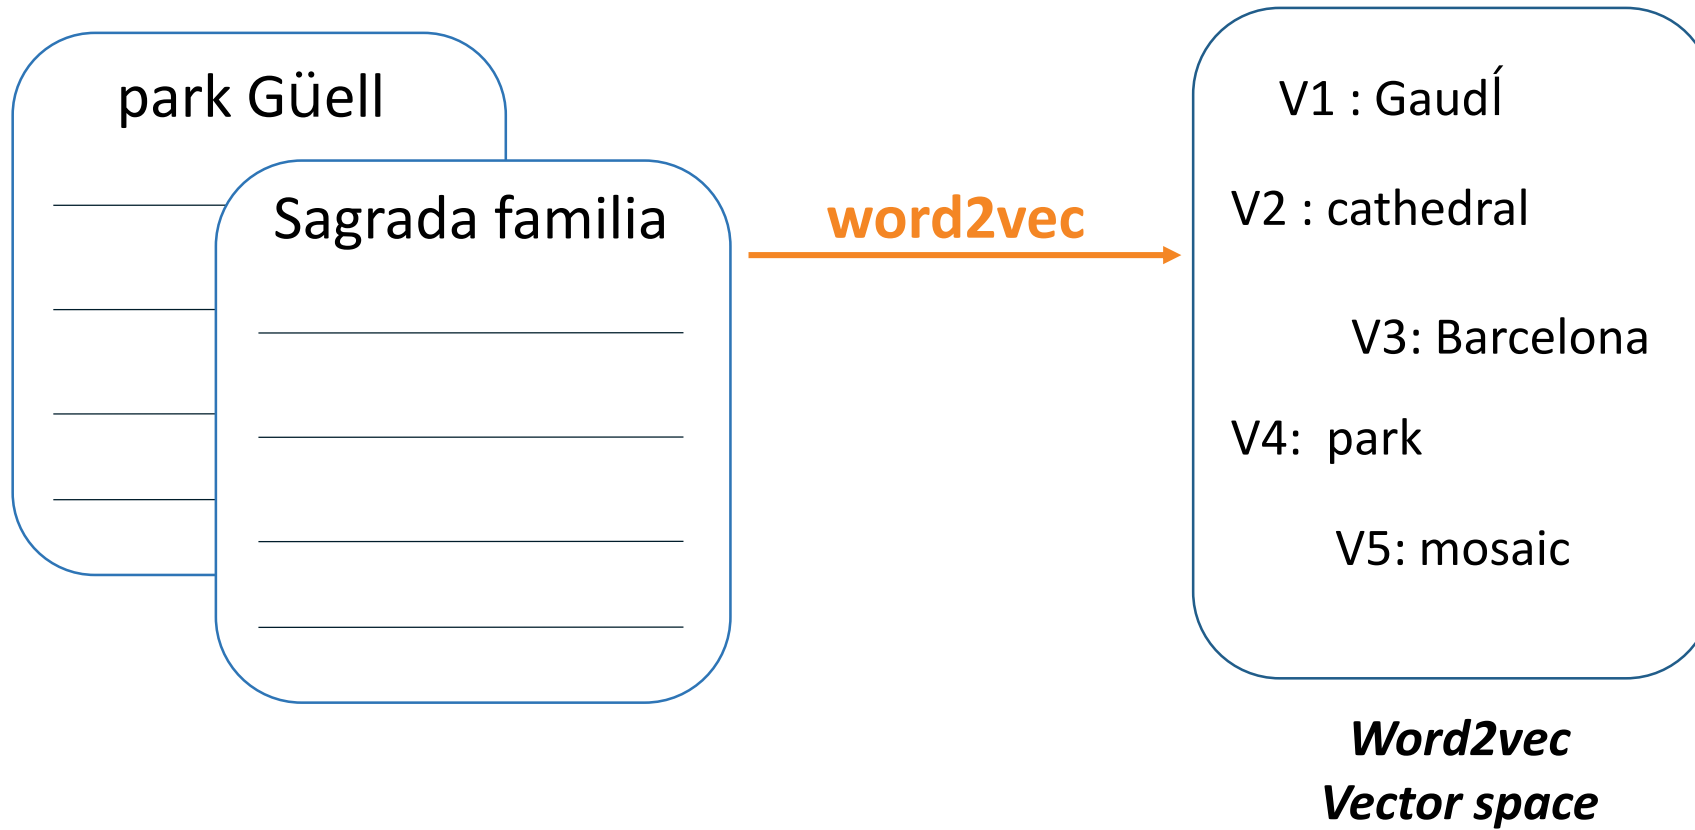 park Güell
Sagrada familia
word2vec
V1 : GaudÍ
V2 : cathedral
V3: Barcelona
V4:  park
V5: mosaic
Word2vec
Vector space